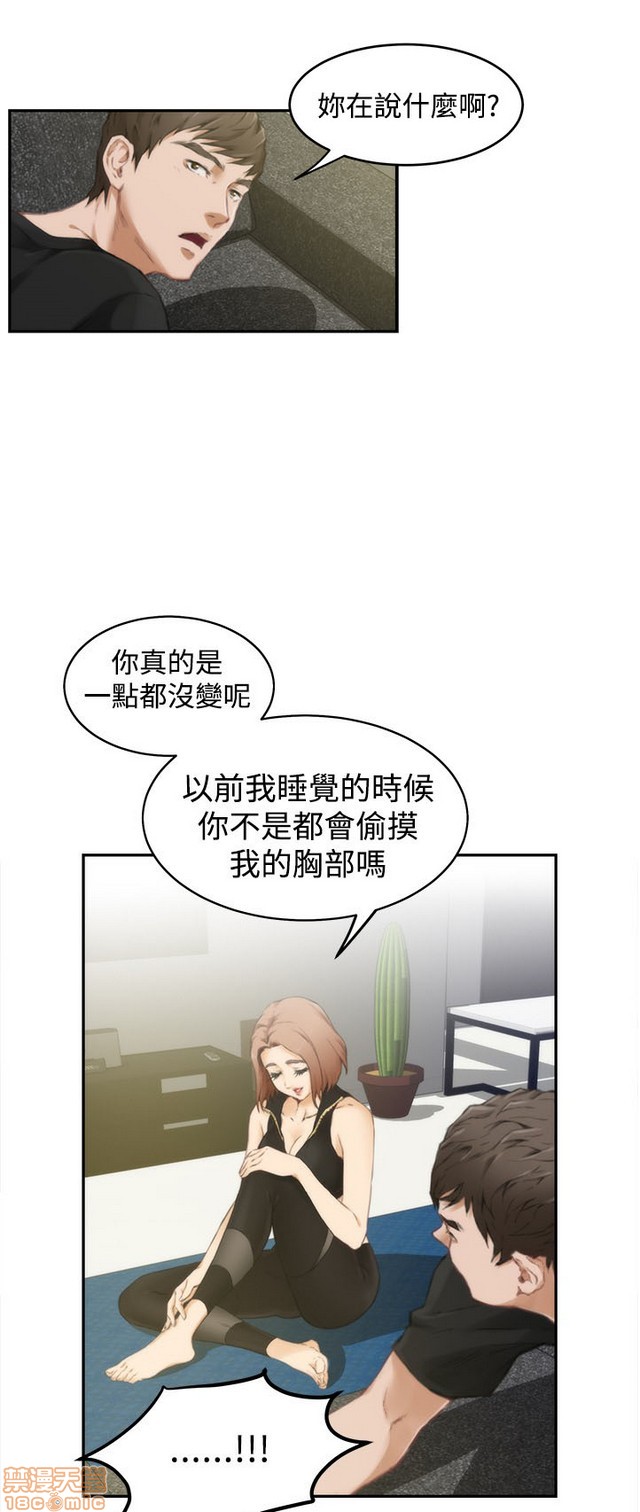 妳在說什麼啊?
你真的是
一點都沒變呢
以前我睡覺的時候
你不是都會偷摸
我的胸部嗎
……!!!
禁漫天堂
18comic